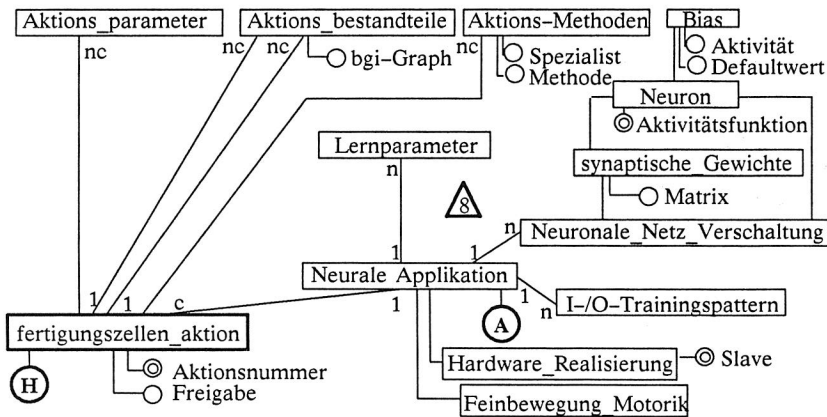 Aktions_parameter
Aktions_bestandteile
Aktions-Methoden
Bias
nc
nc
nc
nc
bgi-Graph
Spezialist
Methode
Aktivität
Defaultwert
Neuron
Aktivitätsfunktion
Lernparameter
n
synaptische_Gewichte
Matrix
8
n
Neuronale_Netz_Verschaltung
1
1
Neurale Applikation
1
1
c
1
1
n
I-/O-Trainingspattern
A
fertigungszellen_aktion
H
Aktionsnummer
Freigabe
Hardware_Realisierung
Slave
Feinbewegung_Motorik